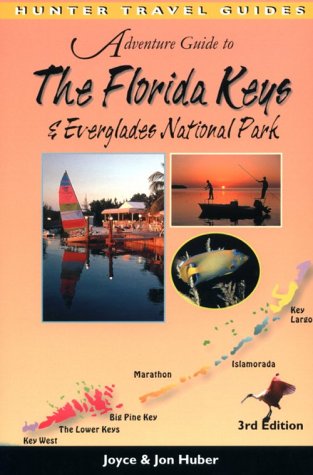 HUNTER TRAVEL GUIDES
Adventure Guide to
The Florida Keys
& Everglades National Park
Key
Largo
Islamorada
Marathon
Big Pine Key
The Lower Keys
Key West
3rd Edition
Joyce & Jon Huber